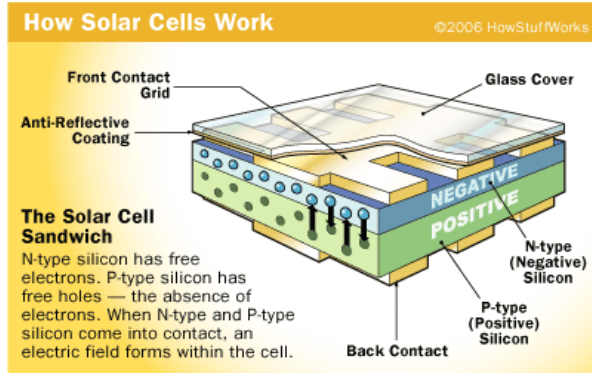 How Solar Cells Work
©2006 HowStuffWorks
Front Contact
Grid
Glass Cover
Anti-Reflective
Coating
NEGATIVE
POSITIVE
The Solar Cell
Sandwich
N-type silicon has free
electrons. P-type silicon has
free holes — the absence of
electrons. When N-type and P-type
silicon come into contact, an
electric field forms within the cell.
N-type
(Negative)
Silicon
P-type
(Positive)
Silicon
Back Contact